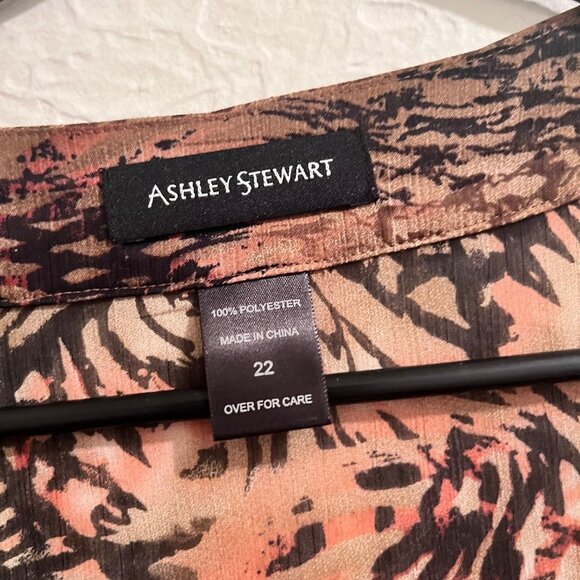 ASHLEY STEWART
100% POLYESTER
MADE IN CHINA
22
OVER FOR CARE